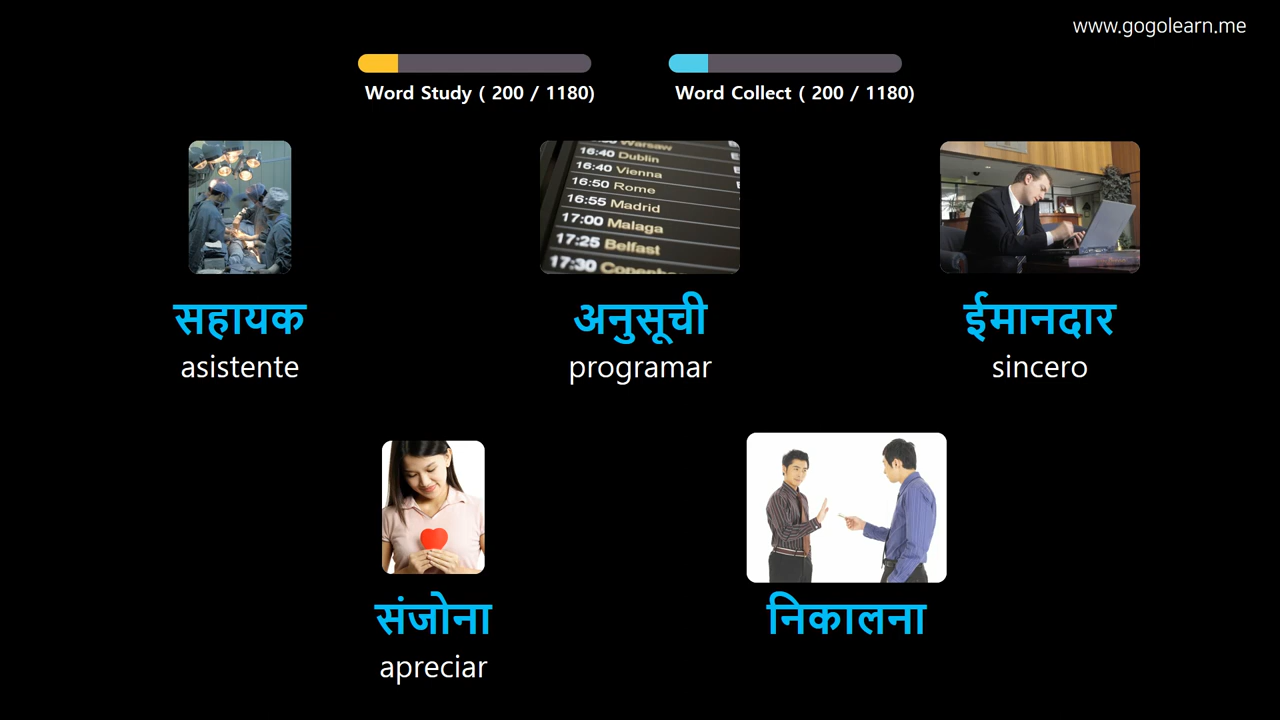 www.gogolearn.me
Word Study ( 200 / 1180)
Word Collect ( 200 / 1180)
Warsaw
16:40 Dublin
16:40 Vienna
16:50 Rome
16:55 Madrid
17:00 Malaga
17:25 Belfast
17:30
सहायक
asistente
अनुसूची
programar
ईमानदार
sincero
संजोना
apreciar
निकालना